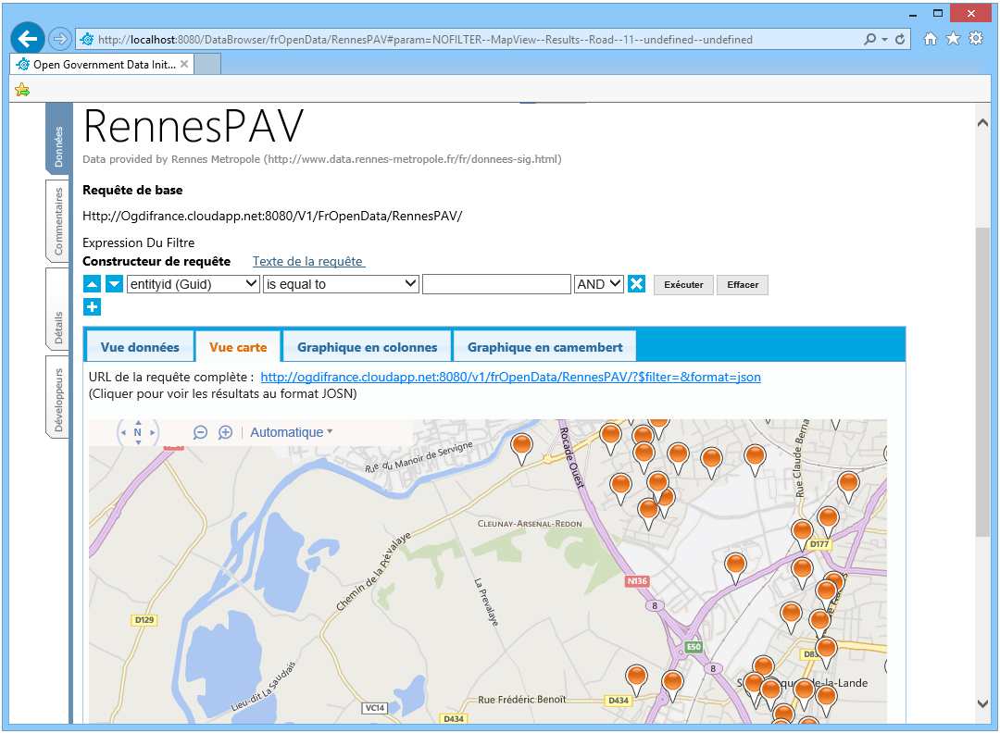 http://localhost:8080/DataBrowser/frOpenData/RennesPAV#param=NOFILTER--MapView--Results--Road--11--undefined--undefined
Open Government Data Init...
Données
Commentaires
Détails
Développeurs
RennesPAV
Data provided by Rennes Metropole (http://www.data.rennes-metropole.fr/fr/donnees-sig.html)
Requête de base
Http://Ogdifrance.cloudapp.net:8080/V1/FrOpenData/RennesPAV/
Expression Du Filtre
Constructeur de requête Texte de la requête
entityid (Guid) is equal to AND Exécuter Effacer
Vue données Vue carte Graphique en colonnes Graphique en camembert
URL de la requête complète : http://ogdifrance.cloudapp.net:8080/v1/frOpenData/RennesPAV/?$filter=&format=json
(Cliquer pour voir les résultats au format JOSN)
N
Automatique
Rue du Manoir de Servigne
Rocade Ouest
Rue Claude Berna
Cleunay-Arsenal-Redon
D177
Chemin de la Prévalaye
La Prevalaye
N136
8
D129
E50
8
Lieu-dit La Saudrais
Rue Frédéric Benoît
D434
VC14
D434
de-la-Lande